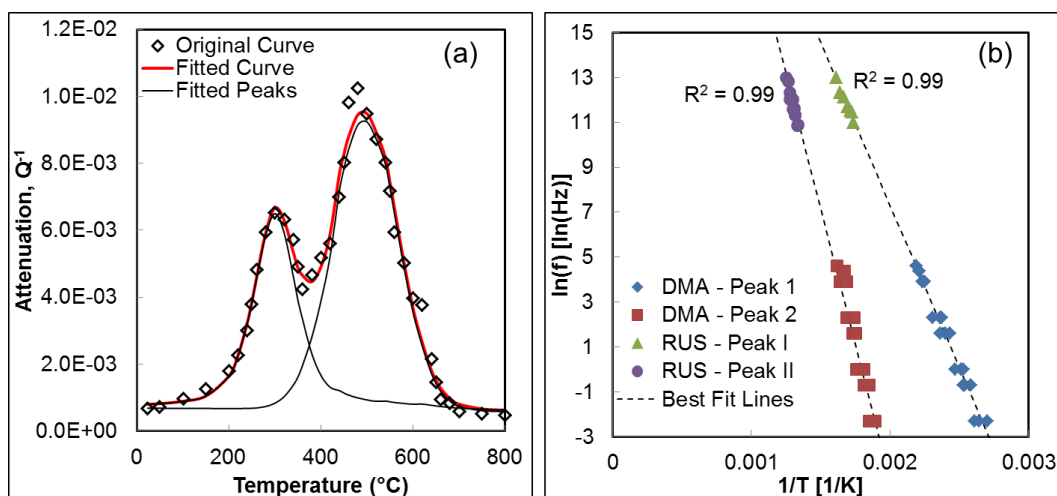 (a)
Original Curve
Fitted Curve
Fitted Peaks
1.2E-02
1.0E-02
8.0E-03
6.0E-03
4.0E-03
2.0E-03
0.0E+00
Attenuation, Q-1
0 200 400 600 800
Temperature (°C)
(b)
R2 = 0.99
R2 = 0.99
15
13
11
9
7
5
3
1
-1
-3
ln(f) [ln(Hz)]
DMA - Peak 1
DMA - Peak 2
RUS - Peak I
RUS - Peak II
Best Fit Lines
0 0.001 0.002 0.003
1/T [1/K]